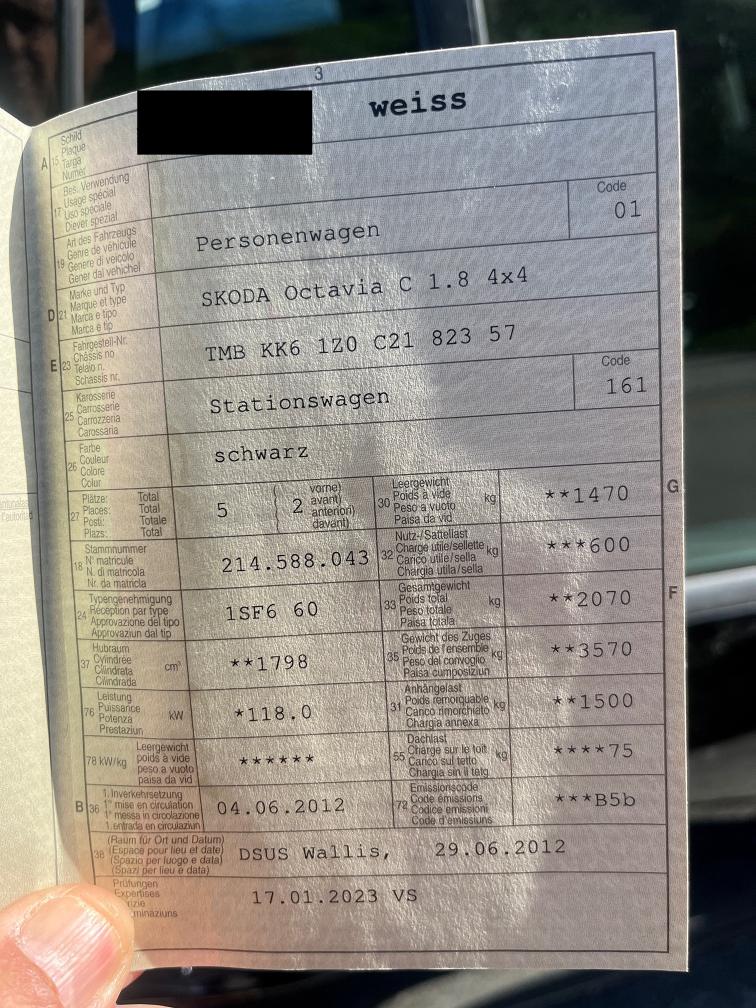 3
weiss
A 15 Schild
Plaque
Targa
Numer
17 Bes. Verwendung
Usage spécial
Uso speciale
Diever spezial
19 Art des Fahrzeugs
Genre de véhicule
Genere di veicolo
Gener dal vehichel
Personenwagen
Code
01
D 21 Marke und Typ
Marque et type
Marca e tipo
Marca e tip
SKODA Octavia C 1.8 4x4
E 23 Fahrgestell-Nr.
Châssis no
Telaio n.
Schassis nr.
TMB KK6 1Z0 C21 823 57
25 Karosserie
Carrosserie
Carrozzeria
Carossaria
Stationswagen
Code
161
26 Farbe
Couleur
Colore
Colur
schwarz
27 Plätze: Total
Places: Total
Posti: Totale
Plazs: Total
5 ( 2 vorne)
avant)
anteriori)
davant)
30 Leergewicht
Poids à vide kg
Peso a vuoto
Paisa da vid
**1470 G
18 Stammnummer
N° matricule
N. di matricola
Nr. da matricla
214.588.043
32 Nutz-/Sattellast
Charge utile/sellette kg
Carico utile/sella
Chargia utila/sella
***600
24 Typengenehmigung
Réception par type
Approvazione del tipo
Approvaziun dal tip
1SF6 60
33 Gesamtgewicht
Poids total kg
Peso totale
Paisa totala
**2070 F
37 Hubraum
Cylindrée cm³
Cilindrata
Cilindrada
**1798
35 Gewicht des Zuges
Poids de l'ensemble kg
Peso del convoglio
Paisa cumposiziun
**3570
76 Leistung
Puissance kW
Potenza
Prestaziun
*118.0
31 Anhängelast
Poids remorquable kg
Carico rimorchiato
Chargia annexa
**1500
78 kW/kg Leergewicht
poids à vide
peso a vuoto
paisa da vid
******
55 Dachlast
Charge sur le toit kg
Carico sul tetto
Chargia sin il tetg
****75
B 36 1. Inverkehrsetzung
1re mise en circulation
1a messa in circolazione
1. entrada en circulaziun
04.06.2012
72 Emissionscode
Code émissions
Codice emissioni
Code d'emissiuns
***B5b
38 (Raum für Ort und Datum)
(Espace pour lieu et date)
(Spazio per luogo e data)
(Spazi per lieu e data)
DSUS Wallis, 29.06.2012
Prüfungen
Expertises
17.01.2023 VS